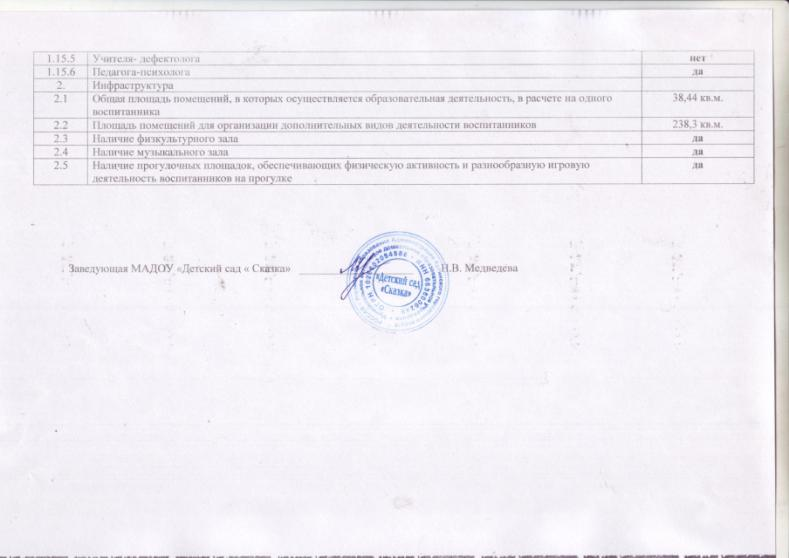 1.15.5 Учителя- дефектолога нет
1.15.6 Педагога-психолога да
2. Инфраструктура
2.1 Общая площадь помещений, в которых осуществляется образовательная деятельность, в расчете на одного 38,44 кв.м.
воспитанника
2.2 Площадь помещений для организации дополнительных видов деятельности воспитанников 238,3 кв.м.
2.3 Наличие физкультурного зала да
2.4 Наличие музыкального зала да
2.5 Наличие прогулочных площадок, обеспечивающих физическую активность и разнообразную игровую да
деятельность воспитанников на прогулке
Заведующая МАДОУ «Детский сад « Сказка» Медведева
«Детский сад
«Сказка»